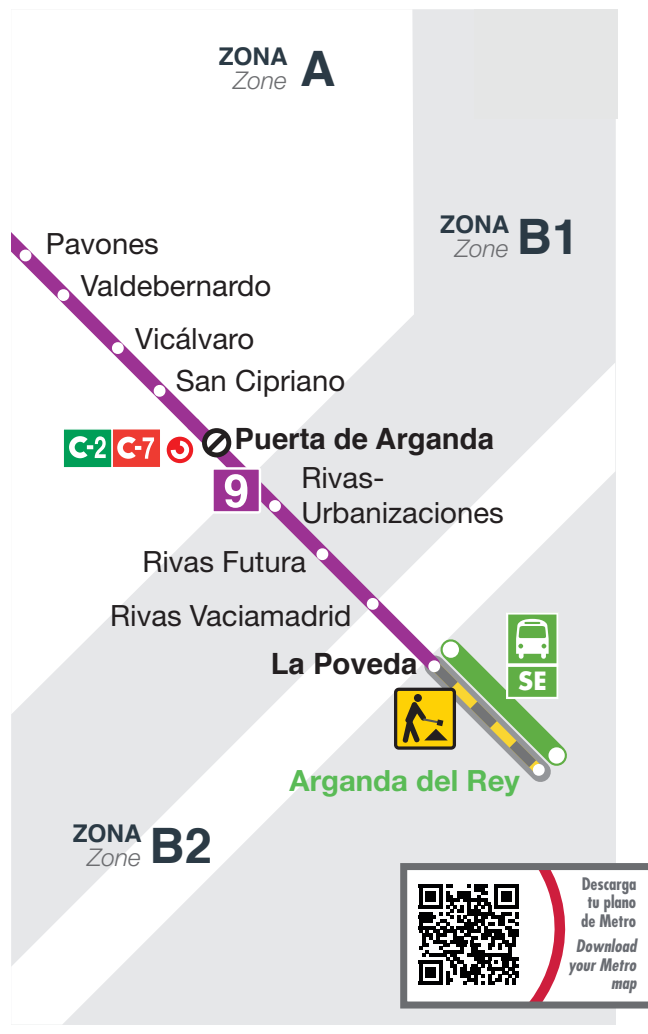 ZONA
Zone A
ZONA
Zone B1
Pavones
Valdebernardo
Vicálvaro
San Cipriano
C-2 C-7 Puerta de Arganda
9
Rivas-
Urbanizaciones
Rivas Futura
Rivas Vaciamadrid
La Poveda
SE
Arganda del Rey
ZONA
Zone B2
Descarga
tu plano
de Metro
Download
your Metro
map